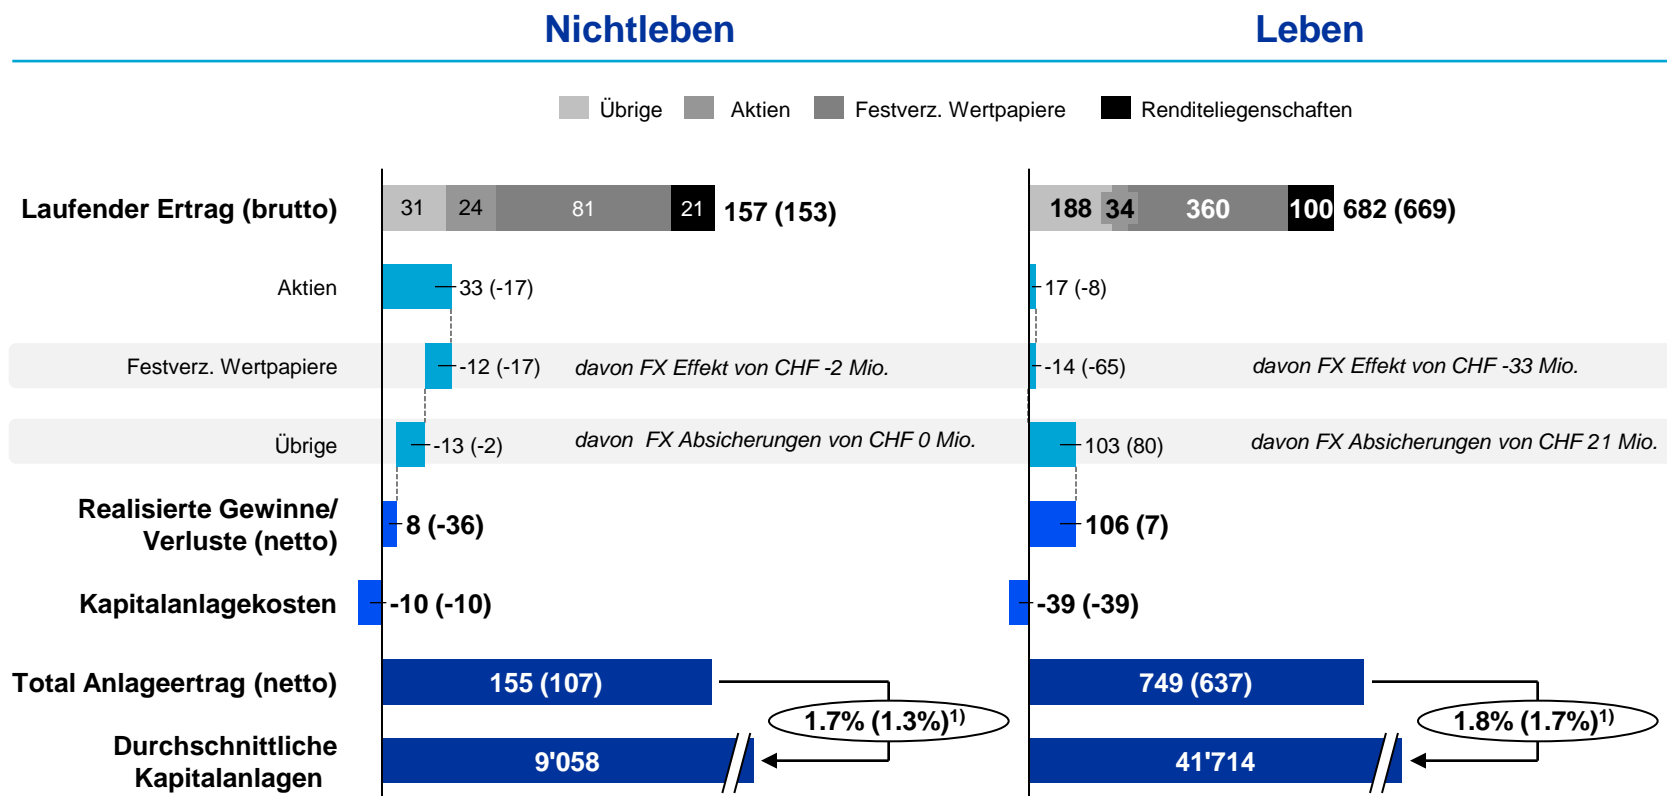 Nichtleben Leben
Übrige Aktien Festverz. Wertpapiere Renditeliegenschaften
Laufender Ertrag (brutto) 31 24 81 21 157 (153) 188 34 360 100 682 (669)
Aktien 33 (-17) 17 (-8)
Festverz. Wertpapiere -12 (-17) davon FX Effekt von CHF -2 Mio. -14 (-65) davon FX Effekt von CHF -33 Mio.
Übrige -13 (-2) davon FX Absicherungen von CHF 0 Mio. 103 (80) davon FX Absicherungen von CHF 21 Mio.
Realisierte Gewinne/
Verluste (netto) 8 (-36) 106 (7)
Kapitalanlagekosten -10 (-10) -39 (-39)
Total Anlageertrag (netto) 155 (107) 749 (637)
1.7% (1.3%)1) 1.8% (1.7%)1)
Durchschnittliche
Kapitalanlagen 9'058 41'714